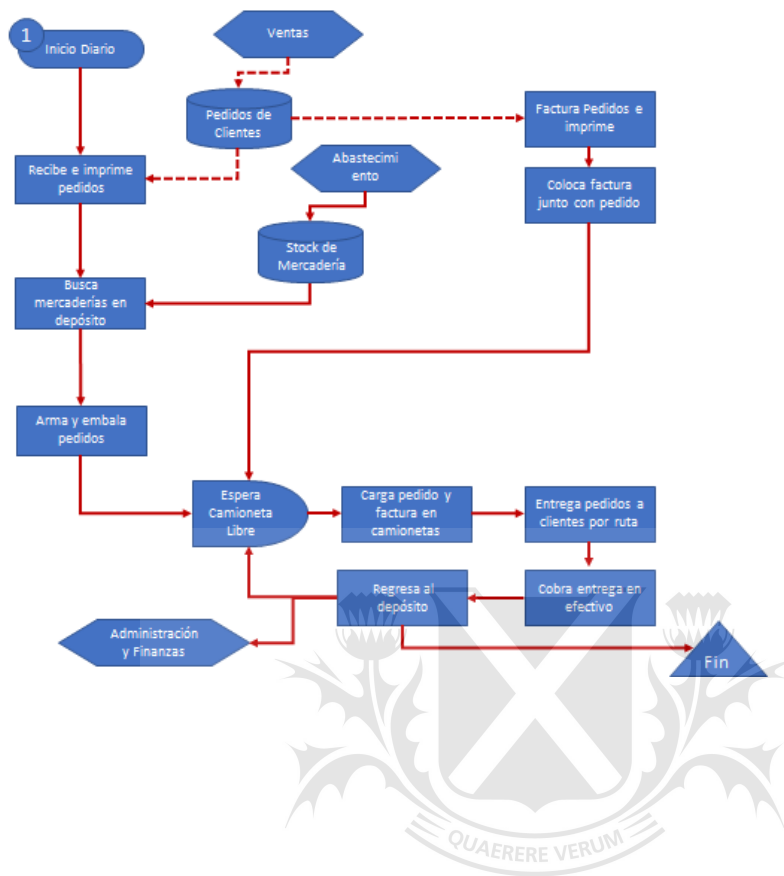 1
Inicio Diario
Ventas
Pedidos de
Clientes
Factura Pedidos e
imprime
Recibe e imprime
pedidos
Abastecimi
ento
Coloca factura
junto con pedido
Stock de
Mercadería
Busca
mercaderías en
depósito
Arma y embala
pedidos
Espera
Camioneta
Libre
Carga pedido y
factura en
camionetas
Entrega pedidos a
clientes por ruta
Regresa al
depósito
Cobra entrega en
efectivo
Administración
y Finanzas
Fin
QUAERERE VERUM